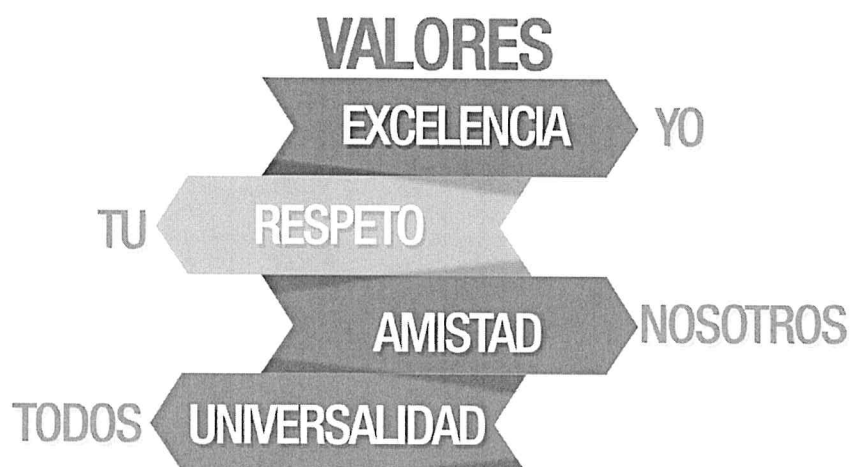 VALORES
EXCELENCIA YO
TU RESPETO
AMISTAD NOSOTROS
TODOS UNIVERSALIDAD